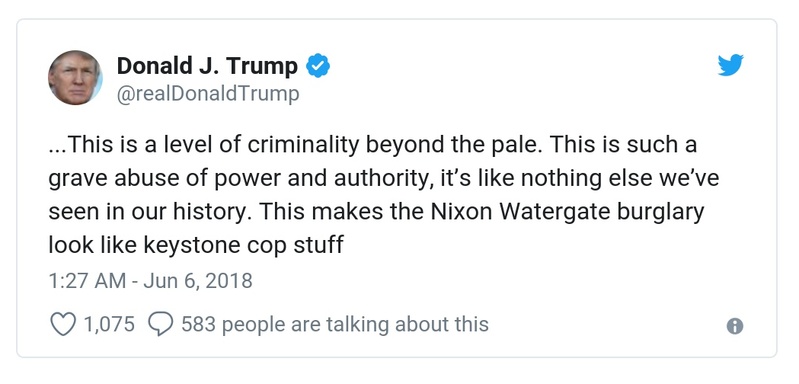 Donald J. Trump
@realDonaldTrump
...This is a level of criminality beyond the pale. This is such a
grave abuse of power and authority, it’s like nothing else we’ve
seen in our history. This makes the Nixon Watergate burglary
look like keystone cop stuff
1:27 AM - Jun 6, 2018
1,075 583 people are talking about this